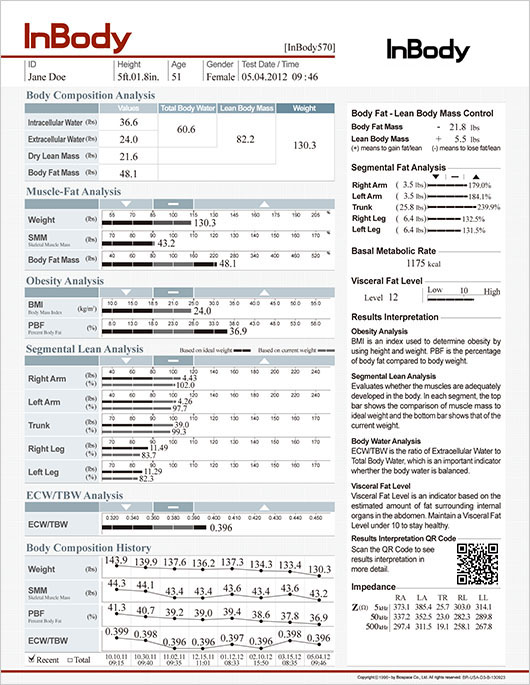 InBody
[InBody570]
InBody
ID Height Age Gender Test Date / Time
Jane Doe 5ft.01.8in. 51 Female 05.04.2012 09:46
Body Composition Analysis
Values Total Body Water Lean Body Mass Weight
Intracellular Water (lbs) 36.6
60.6
Extracellular Water (lbs) 24.0
82.2
130.3
Dry Lean Mass (lbs) 21.6
Body Fat Mass (lbs) 48.1
Muscle-Fat Analysis
Weight (lbs) 55 70 85 100 115 130 145 160 175 190 205 %
130.3
SMM (lbs) 70 80 90 100 110 120 130 140 150 160 170 %
Skeletal Muscle Mass
43.2
Body Fat Mass (lbs) 40 60 80 100 160 220 280 340 400 460 520 %
48.1
Obesity Analysis
BMI (kg/m²) 10.0 15.0 18.5 21.0 25.0 30.0 35.0 40.0 45.0 50.0 55.0
Body Mass Index
24.0
PBF (%) 8.0 13.0 18.0 23.0 28.0 33.0 38.0 43.0 48.0 53.0 58.0
Percent Body Fat
36.9
Segmental Lean Analysis
Based on ideal weight Based on current weight
Right Arm (lbs) 4.43
(%) 102.0
Left Arm (lbs) 4.26
(%) 97.7
Trunk (lbs) 39.0
(%) 99.3
Right Leg (lbs) 11.49
(%) 83.7
Left Leg (lbs) 11.29
(%) 82.3
ECW/TBW Analysis
0.320 0.340 0.360 0.380 0.390 0.400 0.410 0.420 0.430 0.440 0.450
ECW/TBW 0.396
Body Composition History
Weight (lbs) 143.9 139.9 137.6 136.2 137.3 134.3 133.4 130.3
SMM (lbs) 44.3 44.1 43.4 43.4 43.6 43.4 43.6 43.2
Skeletal Muscle Mass
PBF (%) 41.3 40.7 39.2 39.0 39.4 38.6 37.8 36.9
Percent Body Fat
ECW/TBW 0.399 0.398 0.396 0.396 0.397 0.396 0.398 0.396
Recent Total
10.10.11 10.30.11 11.02.11 12.15.11 01.12.12 02.10.12 03.15.12 05.04.12
09:15 09:40 09:35 11:01 08:33 15:50 08:35 09:46
Body Fat - Lean Body Mass Control
Body Fat Mass - 21.8 lbs
Lean Body Mass + 5.5 lbs
(+) means to gain fat/lean (-) means to lose fat/lean
Segmental Fat Analysis
Right Arm ( 3.5 lbs) 179.0%
Left Arm ( 3.5 lbs) 184.1%
Trunk ( 25.8 lbs) 239.9%
Right Leg ( 6.4 lbs) 132.5%
Left Leg ( 6.4 lbs) 131.5%
Basal Metabolic Rate
1175 kcal
Visceral Fat Level
Level 12 Low 10 High
Results Interpretation
Obesity Analysis
BMI is an index used to determine obesity by
using height and weight. PBF is the percentage
of body fat compared to body weight.
Segmental Lean Analysis
Evaluates whether the muscles are adequately
developed in the body. In each segment, the top
bar shows the comparison of muscle mass to
ideal weight and the bottom bar shows that of the
current weight.
Body Water Analysis
ECW/TBW is the ratio of Extracellular Water to
Total Body Water, which is an important indicator
whether the body water is balanced.
Visceral Fat
Visceral Fat Level is an indicator based on the
estimated amount of fat surrounding internal
organs in the abdomen. Maintain a Visceral Fat
Level under 10 to stay healthy.
Results Interpretation QR Code
Scan the QR Code to see
results interpretation in
more detail.
Impedance
RA LA TR RL LL
Z(Ω) 5kHz 373.1 385.4 25.7 303.0 314.1
50kHz 337.2 352.5 23.0 282.3 289.8
500kHz 297.4 311.5 19.1 258.1 267.8
Copyright©1996~ by Biospace Co., Ltd. All rights reserved. BR-USA-D3-B-130923